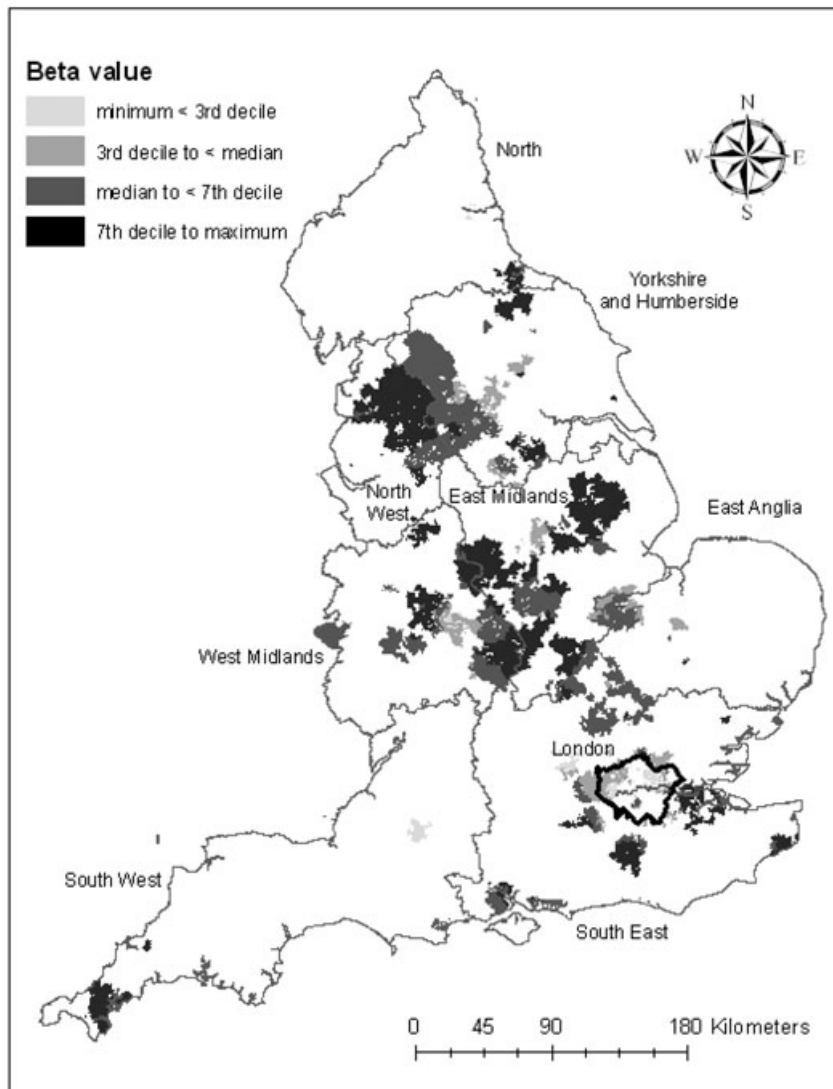 Beta value
minimum < 3rd decile
3rd decile to < median
median to < 7th decile
7th decile to maximum
N
W
E
S
North
Yorkshire
and Humberside
North
West
East Midlands
East Anglia
West Midlands
London
South West
South East
0 45 90 180 Kilometers